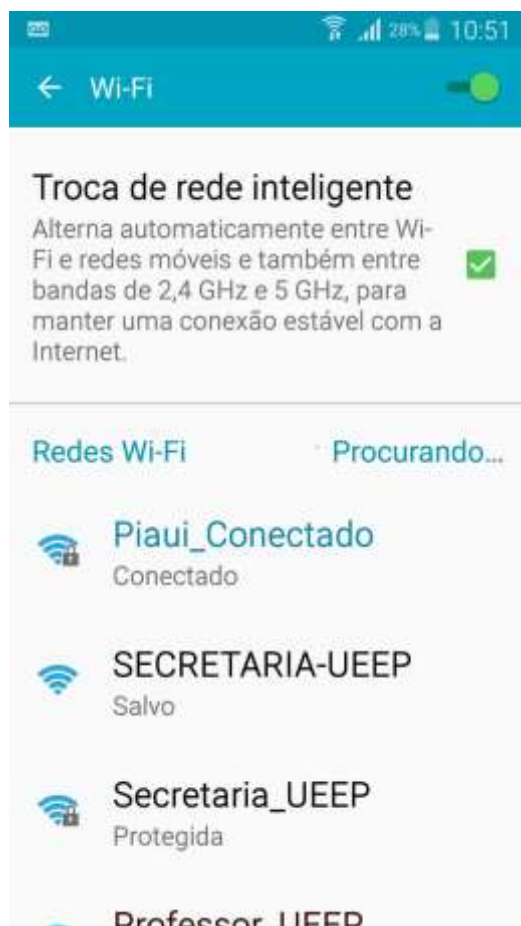 28% 10:51
Wi-Fi
Troca de rede inteligente
Alterna automaticamente entre Wi-
Fi e redes móveis e também entre
bandas de 2,4 GHz e 5 GHz, para
manter uma conexão estável com a
Internet.
Redes Wi-Fi Procurando...
Piaui_Conectado
Conectado
SECRETARIA-UEEP
Salvo
Secretaria_UEEP
Protegida
Professor_UEEP